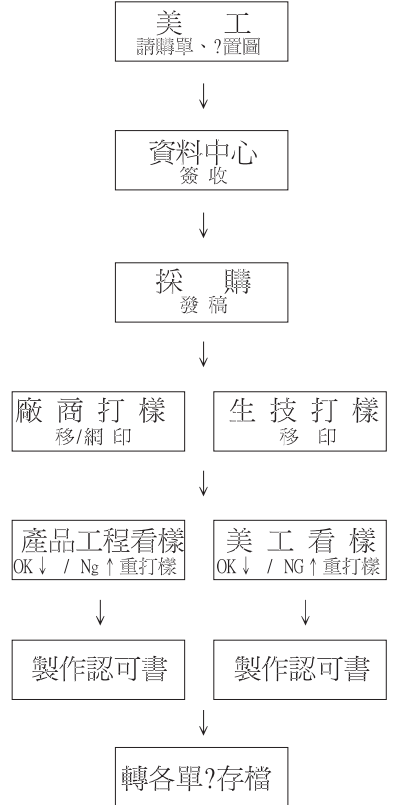 美 工
請購單、?置圖
↓
資料中心
簽 收
↓
採 購
發 稿
↓
廠 商 打 樣
移/網 印
生 技 打 樣
移 印
↓
產品工程看樣
OK↓ / Ng↑重打樣
美 工 看 樣
OK↓ / NG↑重打樣
↓ ↓
製作認可書 製作認可書
↓
轉各單?存檔